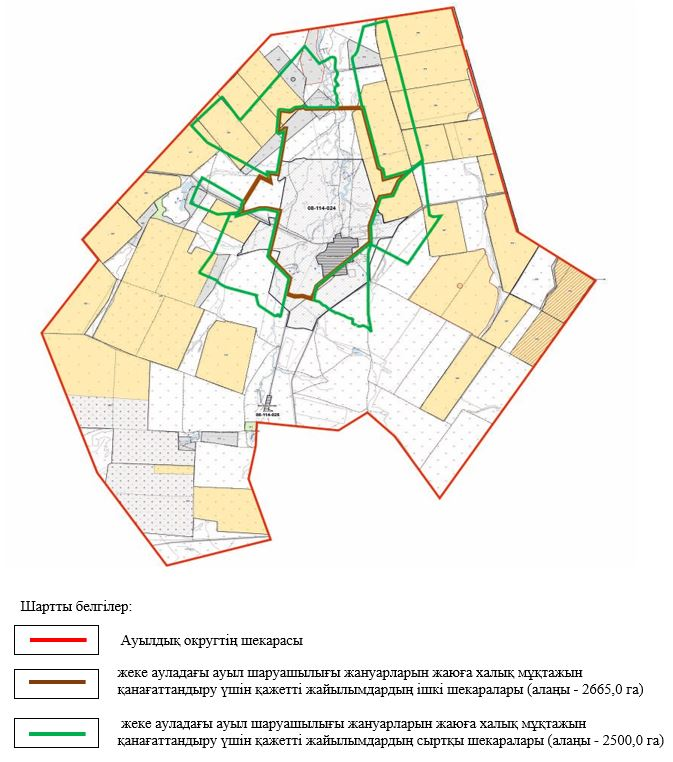 08-114-024
08-114-025
Шартты белгілер:
Ауылдық округтің шекарасы
жеке ауладағы ауыл шаруашылығы жануарларын жаюға халық мұқтажын
қанағаттандыру үшін қажетті жайылымдардың ішкі шекаралары (алаңы - 2665,0 га)
жеке ауладағы ауыл шаруашылығы жануарларын жаюға халық мұқтажын
қанағаттандыру үшін қажетті жайылымдардың сыртқы шекаралары (алаңы - 2500,0 га)